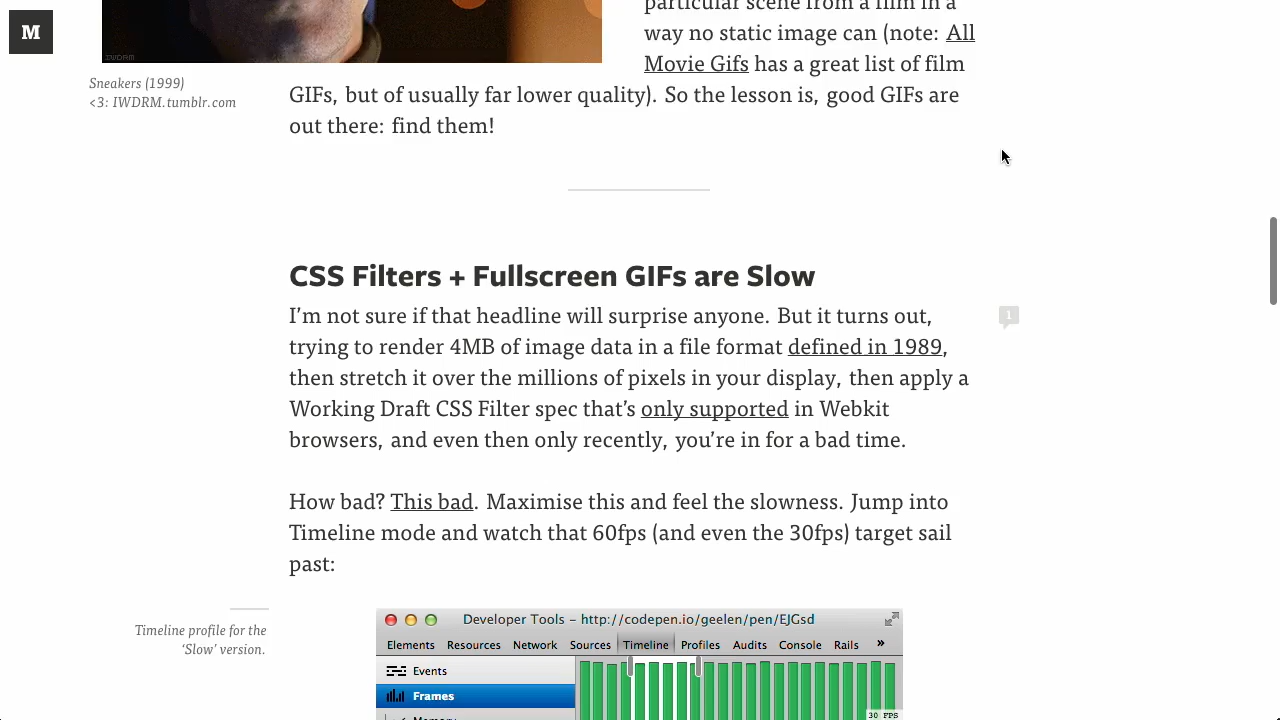 M
particular scene from a film in a
way no static image can (note: All
Movie Gifs has a great list of film
GIFs, but of usually far lower quality). So the lesson is, good GIFs are
out there: find them!
IWDRM
Sneakers (1999)
<3: IWDRM.tumblr.com
CSS Filters + Fullscreen GIFs are Slow
I’m not sure if that headline will surprise anyone. But it turns out,
1
trying to render 4MB of image data in a file format defined in 1989,
then stretch it over the millions of pixels in your display, then apply a
Working Draft CSS Filter spec that’s only supported in Webkit
browsers, and even then only recently, you’re in for a bad time.
How bad? This bad. Maximise this and feel the slowness. Jump into
Timeline mode and watch that 60fps (and even the 30fps) target sail
past:
Timeline profile for the
‘Slow’ version.
Developer Tools – http://codepen.io/geelen/pen/EJGsd
Elements Resources Network Sources Timeline Profiles Audits Console Rails »
Events
Frames
Memory
30 FPS